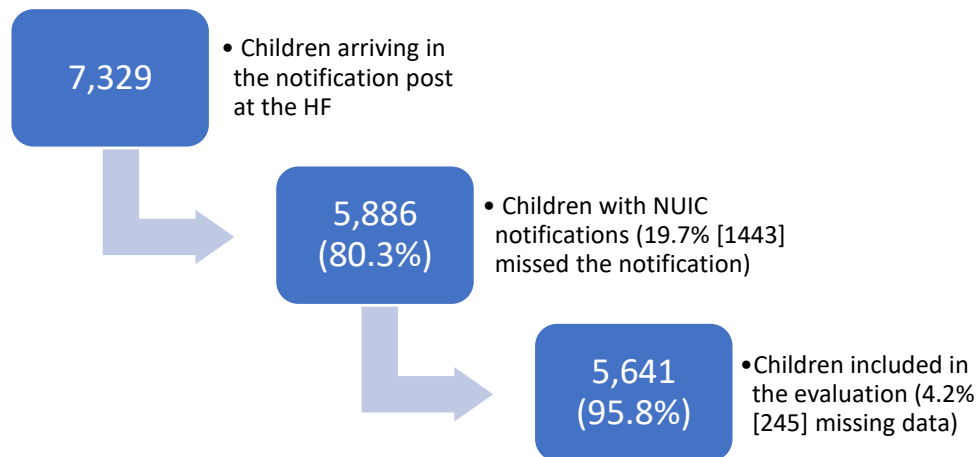 7,329
• Children arriving in
the notification post
at the HF
5,886
(80.3%)
• Children with NUIC
notifications (19.7% [1443]
missed the notification)
5,641
(95.8%)
•Children included in
the evaluation (4.2%
[245] missing data)